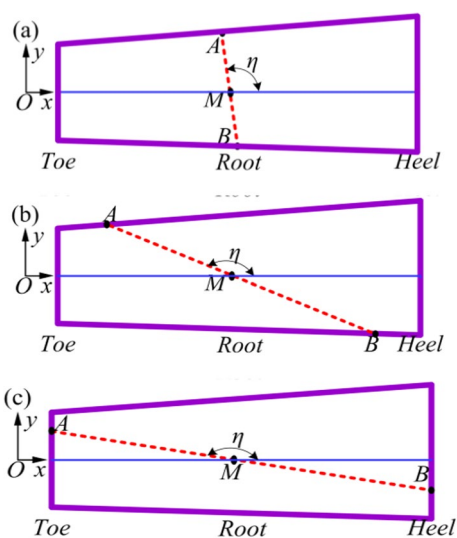 (a)
y
A
η
O x
M
B
Toe Root Heel
(b)
A
y
η
O x
M
Toe Root B Heel
(c)
y
A
η
O x
M
B
Toe Root Heel